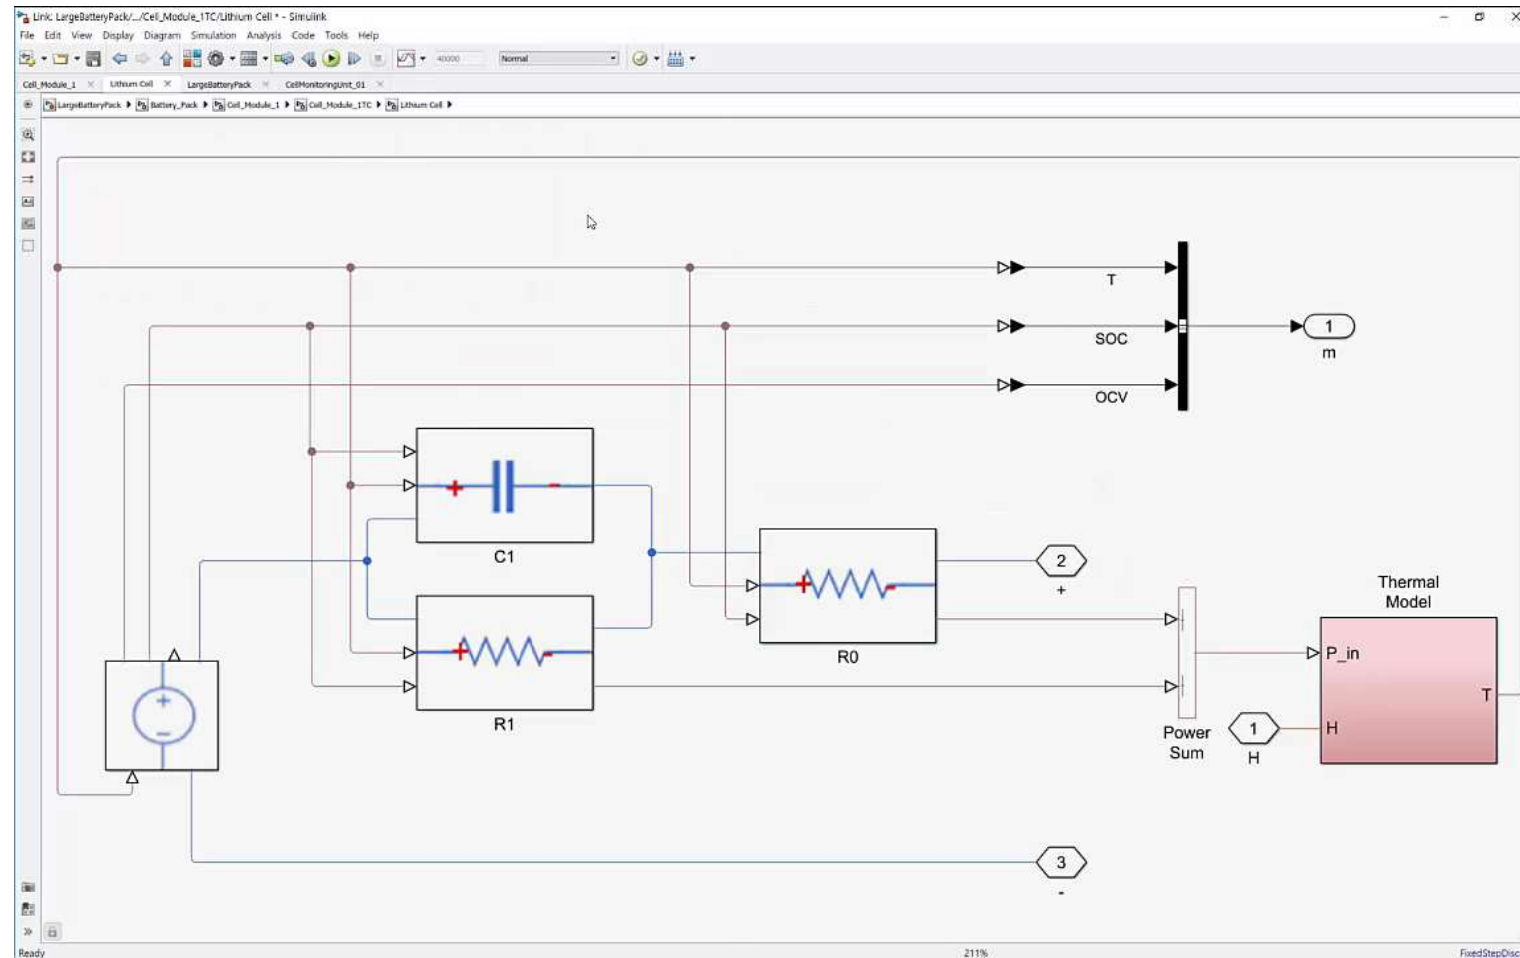 Link: LargeBatteryPack/.../Cell_Module_1TC/Lithium Cell * - Simulink
File Edit View Display Diagram Simulation Analysis Code Tools Help
40000 Normal
Cell_Module_1 Lithium Cell LargeBatteryPack CellMonitoringUnit_01
LargeBatteryPack Battery_Pack Cell_Module_1 Cell_Module_1TC Lithium Cell
T
SOC
OCV
1
m
C1
R1
R0
2
+
Power
Sum
Thermal
Model
P_in
T
H
1
H
3
-
Ready 211% FixedStepDisc